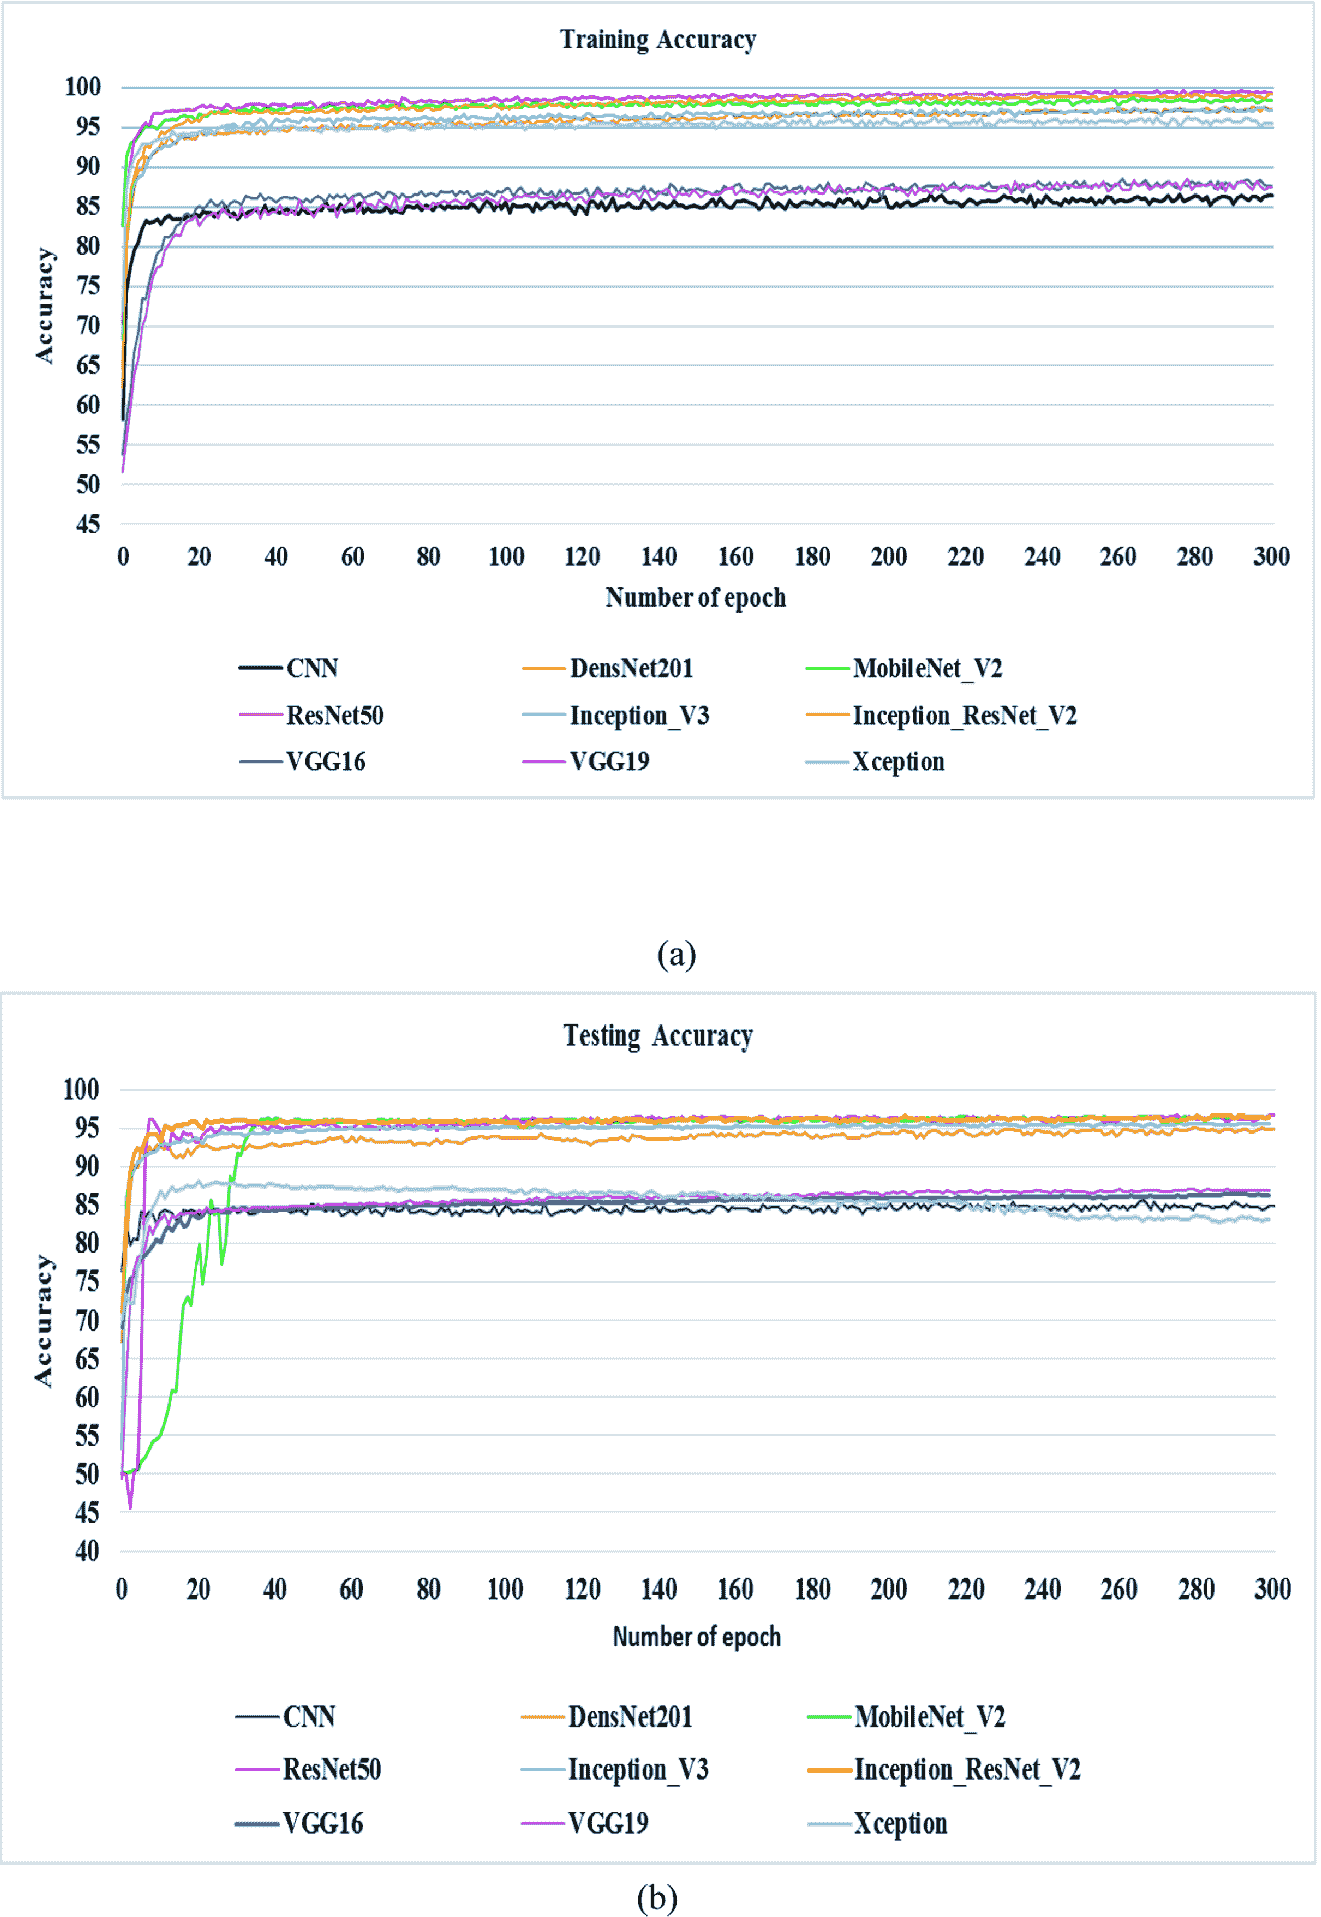 Training Accuracy
100
95
90
85
80
75
70
65
60
55
50
45
Accuracy
0 20 40 60 80 100 120 140 160 180 200 220 240 260 280 300
Number of epoch
CNN DensNet201 MobileNet_V2
ResNet50 Inception_V3 Inception_ResNet_V2
VGG16 VGG19 Xception
(a)
Testing Accuracy
100
95
90
85
80
75
70
65
60
55
50
45
40
Accuracy
0 20 40 60 80 100 120 140 160 180 200 220 240 260 280 300
Number of epoch
CNN DensNet201 MobileNet_V2
ResNet50 Inception_V3 Inception_ResNet_V2
VGG16 VGG19 Xception
(b)